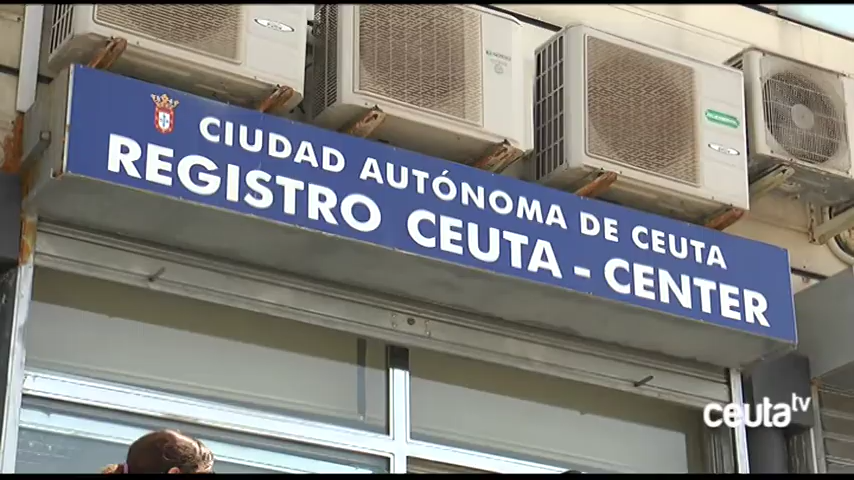 CIUDAD AUTÓNOMA DE CEUTA
REGISTRO CEUTA - CENTER
ceutatv